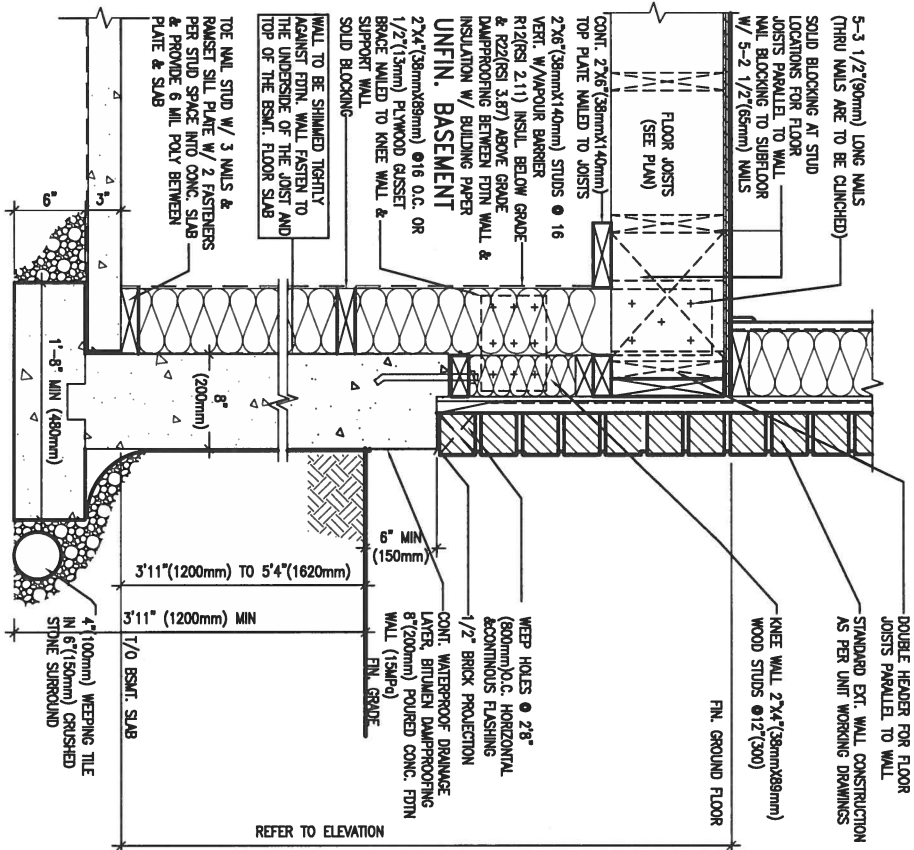 5-3 1/2"(90mm) LONG NAILS
(THRU NAILS ARE TO BE CLINCHED)
SOLID BLOCKING AT STUD
LOCATIONS FOR FLOOR
JOISTS PARALLEL TO WALL
NAIL BLOCKING TO SUBFLOOR
W/ 5-2 1/2"(65mm) NAILS
FLOOR JOISTS
(SEE PLAN)
CONT. 2"X6"(38mmX140mm)
TOP PLATE NAILED TO JOISTS
2"X6"(38mmX140mm) STUDS @ 16
VERT. W/VAPOUR BARRIER
R12(RSI 2.11) INSUL. BELOW GRADE
& R22(RSI 3.87) ABOVE GRADE
& DAMPROOFING BETWEEN FDTN WALL &
INSULATION W/ BUILDING PAPER
UNFIN. BASEMENT
2"X4"(38mmX89mm) @16 O.C. OR
1/2"(13mm) PLYWOOD GUSSET
BRACE NAILED TO KNEE WALL &
SUPPORT WALL
SOLID BLOCKING
WALL TO BE SHIMMED TIGHTLY
AGAINST FDTN. WALL FASTEN TO
THE UNDERSIDE OF THE JOIST AND
TOP OF THE BSMT. FLOOR SLAB
TOE NAIL STUD W/ 3 NAILS &
RAMSET SILL PLATE W/ 2 FASTENERS
PER STUD SPACE INTO CONC. SLAB
& PROVIDE 6 MIL POLY BETWEEN
PLATE & SLAB
6"
3"
1'-8" MIN (480mm)
8"
(200mm)
DOUBLE HEADER FOR FLOOR
JOISTS PARALLEL TO WALL
STANDARD EXT. WALL CONSTRUCTION
AS PER UNIT WORKING DRAWINGS
KNEE WALL 2"X4"(38mmX89mm)
WOOD STUDS @12"(300)
FIN. GROUND FLOOR
WEEP HOLES @ 2'8"
(800mm)O.C. HORIZONTAL
&CONTINOUS FLASHING
1/2" BRICK PROJECTION
CONT. WATERPROOF DRAINAGE
LAYER, BITUMEN DAMPPROOFING
8"(200mm) POURED CONC. FDTN
WALL (15MPa)
FIN. GRADE
6" MIN
(150mm)
3'11"(1200mm) TO 5'4"(1620mm)
3'11" (1200mm) MIN
T/O BSMT. SLAB
4"(100mm) WEEPING TILE
IN 6"(150mm) CRUSHED
STONE SURROUND
REFER TO ELEVATION